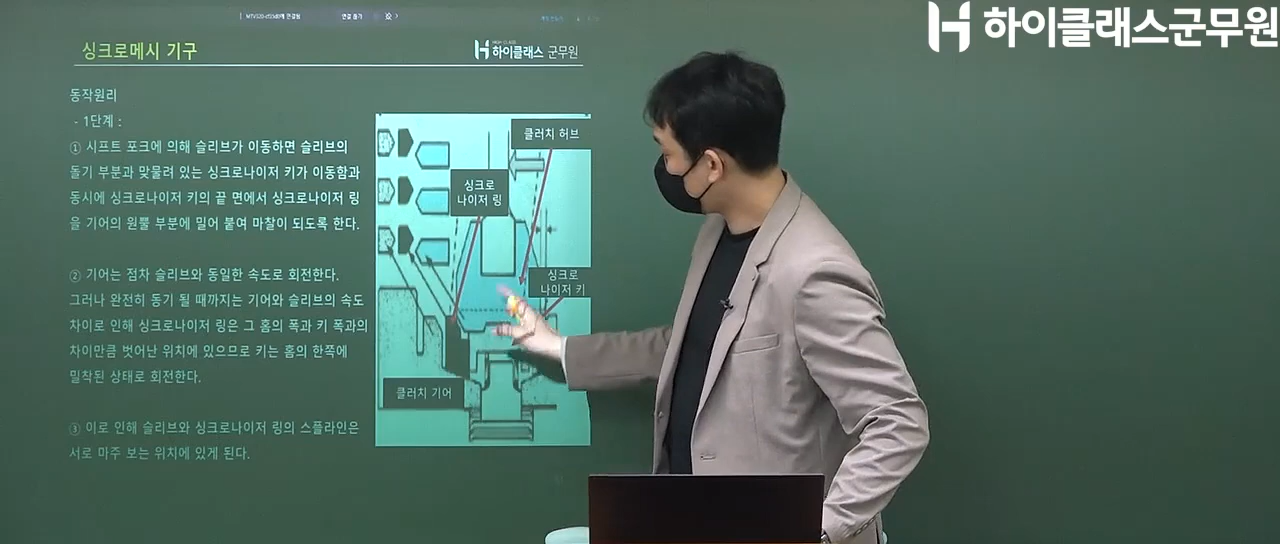 하이클래스군무원
싱크로메시 기구
하이클래스 군무원
동작원리
- 1단계 :
① 시프트 포크에 의해 슬리브가 이동하면 슬리브의
돌기 부분과 맞물려 있는 싱크로나이저 키가 이동함과
동시에 싱크로나이저 키의 끝 면에서 싱크로나이저 링
을 기어의 원뿔 부분에 밀어 붙여 마찰이 되도록 한다.
② 기어는 점차 슬리브와 동일한 속도로 회전한다.
그러나 완전히 동기 될 때까지는 기어와 슬리브의 속도
차이로 인해 싱크로나이저 링은 그 홈의 폭과 키 폭과의
차이만큼 벗어난 위치에 있으므로 키는 홈의 한쪽에
밀착된 상태로 회전한다.
③ 이로 인해 슬리브와 싱크로나이저 링의 스플라인은
서로 마주 보는 위치에 있게 된다.
클러치 허브
싱크로
나이저 링
싱크로
나이저 키
클러치 기어